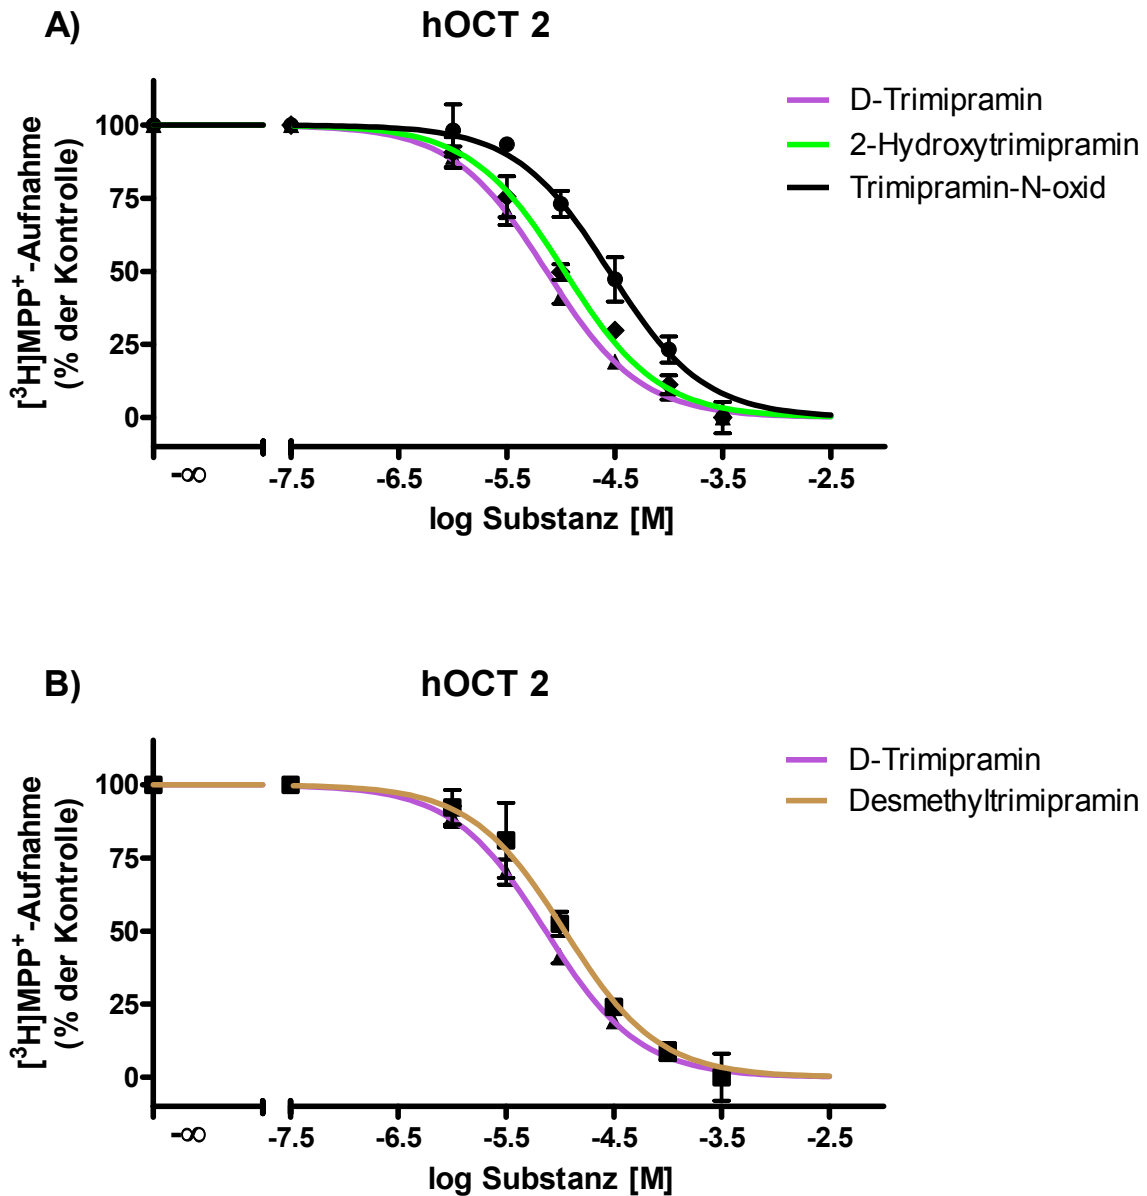 A)
hOCT 2
[³H]MPP⁺-Aufnahme
(% der Kontrolle)
100
75
50
25
0
-∞
-7.5 -6.5 -5.5 -4.5 -3.5 -2.5
log Substanz [M]
D-Trimipramin
2-Hydroxytrimipramin
Trimipramin-N-oxid
B)
hOCT 2
[³H]MPP⁺-Aufnahme
(% der Kontrolle)
100
75
50
25
0
-∞
-7.5 -6.5 -5.5 -4.5 -3.5 -2.5
log Substanz [M]
D-Trimipramin
Desmethyltrimipramin